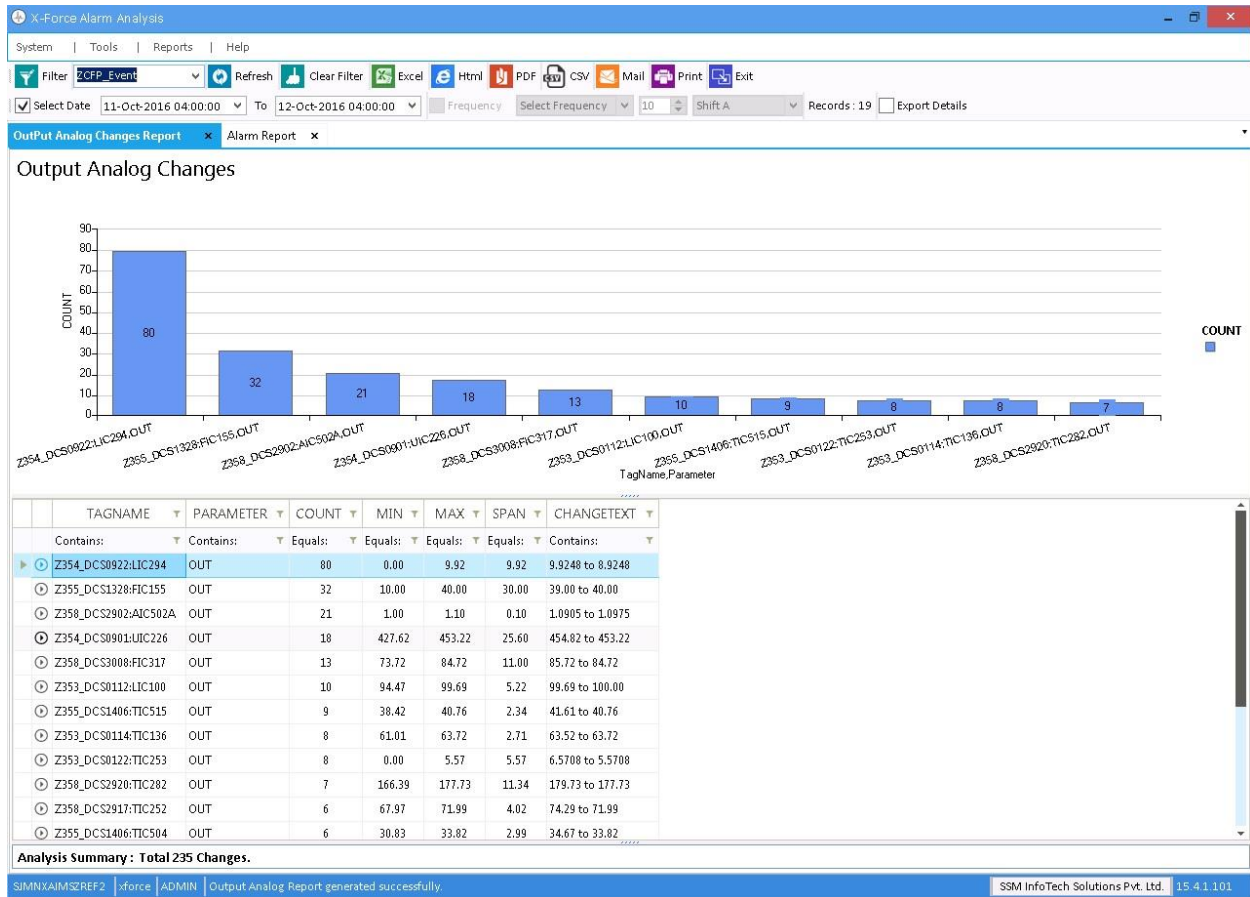 X-Force Alarm Analysis
System | Tools | Reports | Help
Filter ZCFP_Event Refresh Clear Filter Excel Html PDF CSV Mail Print Exit
Select Date 11-Oct-2016 04:00:00 To 12-Oct-2016 04:00:00 Frequency Select Frequency 10 Shift A Records : 19 Export Details
OutPut Analog Changes Report x Alarm Report x
Output Analog Changes
90
80
70
60
50
40
30
20
10
0
COUNT
80
32
21
18
13
10
9
8
8
7
COUNT
Z354_DCS0922:LIC294,OUT
Z355_DCS1328:FIC155,OUT
Z358_DCS2902:AIC502A,OUT
Z354_DCS0901:UIC226,OUT
Z358_DCS3008:FIC317,OUT
Z353_DCS0112:LIC100,OUT
Z355_DCS1406:TIC515,OUT
Z353_DCS0122:TIC253,OUT
Z353_DCS0114:TIC136,OUT
Z358_DCS2920:TIC282,OUT
TagName,Parameter
TAGNAME PARAMETER COUNT MIN MAX SPAN CHANGETEXT
Contains: Contains: Equals: Equals: Equals: Equals: Contains:
Z354_DCS0922:LIC294 OUT 80 0.00 9.92 9.92 9.9248 to 8.9248
Z355_DCS1328:FIC155 OUT 32 10.00 40.00 30.00 39.00 to 40.00
Z358_DCS2902:AIC502A OUT 21 1.00 1.10 0.10 1.0905 to 1.0975
Z354_DCS0901:UIC226 OUT 18 427.62 453.22 25.60 454.82 to 453.22
Z358_DCS3008:FIC317 OUT 13 73.72 84.72 11.00 85.72 to 84.72
Z353_DCS0112:LIC100 OUT 10 94.47 99.69 5.22 99.69 to 100.00
Z355_DCS1406:TIC515 OUT 9 38.42 40.76 2.34 41.61 to 40.76
Z353_DCS0114:TIC136 OUT 8 61.01 63.72 2.71 63.52 to 63.72
Z353_DCS0122:TIC253 OUT 8 0.00 5.57 5.57 6.5708 to 5.5708
Z358_DCS2920:TIC282 OUT 7 166.39 177.73 11.34 179.73 to 177.73
Z358_DCS2917:TIC252 OUT 6 67.97 71.99 4.02 74.29 to 71.99
Z355_DCS1406:TIC504 OUT 6 30.83 33.82 2.99 34.67 to 33.82
Analysis Summary : Total 235 Changes.
SJMNXAIMSZREF2 xforce ADMIN Output Analog Report generated successfully. SSM InfoTech Solutions Pvt. Ltd. 15.4.1.101